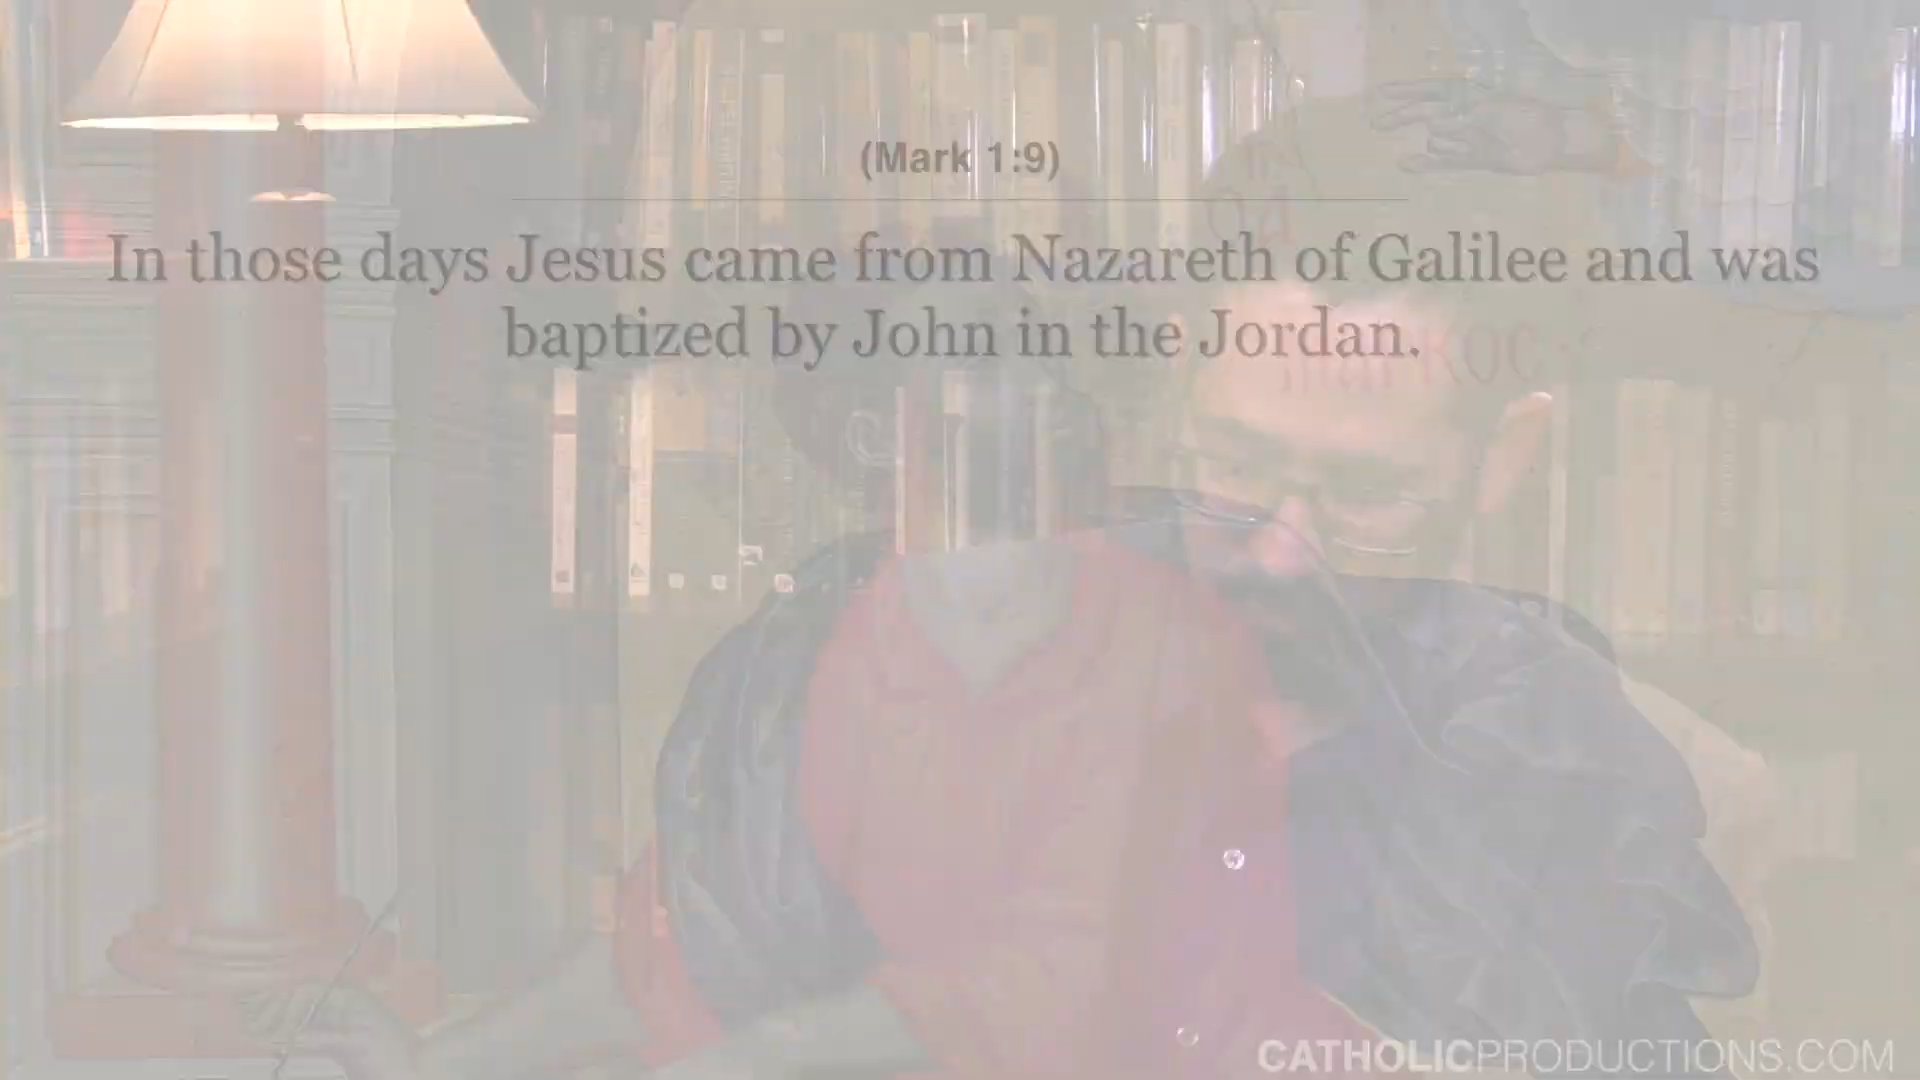 (Mark 1:9)
In those days Jesus came from Nazareth of Galilee and was
baptized by John in the Jordan.
CATHOLICPRODUCTIONS.COM